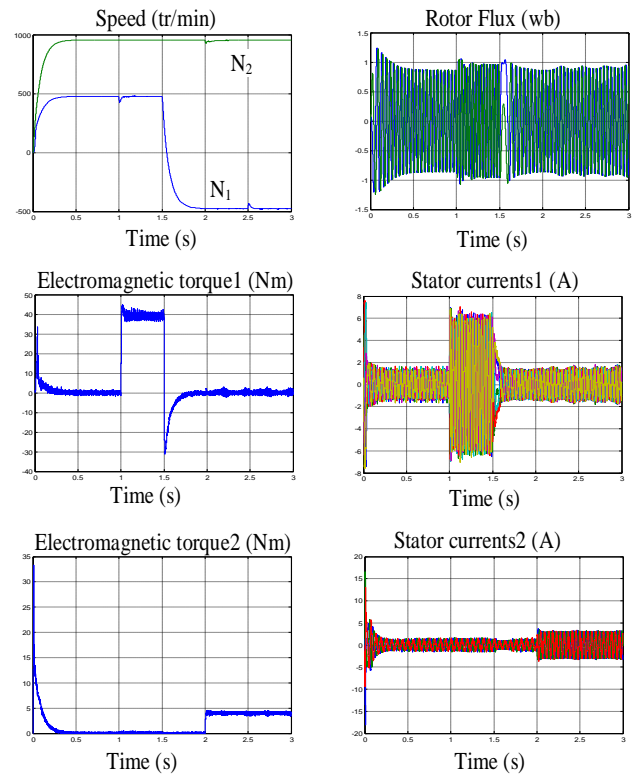 Speed (tr/min)
1000
500
0
-500
0 0.5 1 1.5 2 2.5 3
N2
N1
Time (s)
Rotor Flux (wb)
1.5
1
0.5
0
-0.5
-1
-1.5
0 0.5 1 1.5 2 2.5 3
Time (s)
Electromagnetic torque1 (Nm)
50
40
30
20
10
0
-10
-20
-30
-40
0 0.5 1 1.5 2 2.5 3
Time (s)
Stator currents1 (A)
8
6
4
2
0
-2
-4
-6
-8
0 0.5 1 1.5 2 2.5 3
Time (s)
Electromagnetic torque2 (Nm)
35
30
25
20
15
10
5
0
0 0.5 1 1.5 2 2.5 3
Time (s)
Stator currents2 (A)
20
15
10
5
0
-5
-10
-15
-20
0 0.5 1 1.5 2 2.5 3
Time (s)